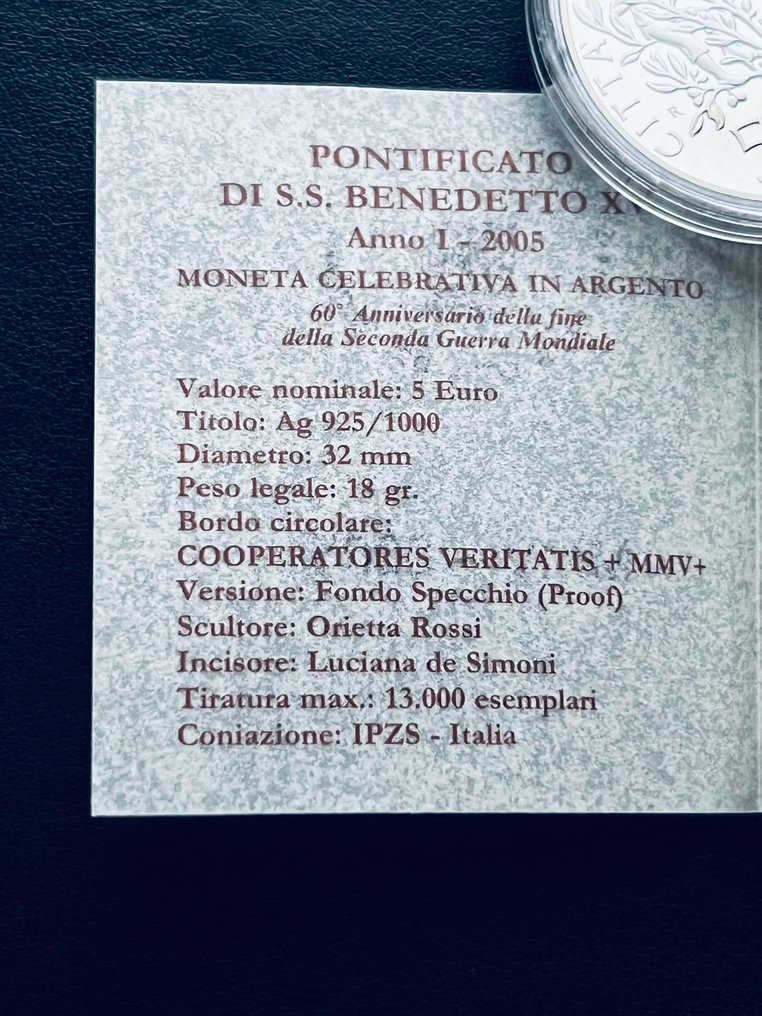 PONTIFICATO
DI S.S. BENEDETTO
Anno I - 2005
MONETA CELEBRATIVA IN ARGENTO
60° Anniversario della fine
della Seconda Guerra Mondiale
Valore nominale: 5 Euro
Titolo: Ag 925/1000
Diametro: 32 mm
Peso legale: 18 gr.
Bordo circolare:
COOPERATORES VERITATIS + MMV+
Versione: Fondo Specchio (Proof)
Scultore: Orietta Rossi
Incisore: Luciana de Simoni
Tiratura max.: 13.000 esemplari
Coniazione: IPZS - Italia
CITTA
R